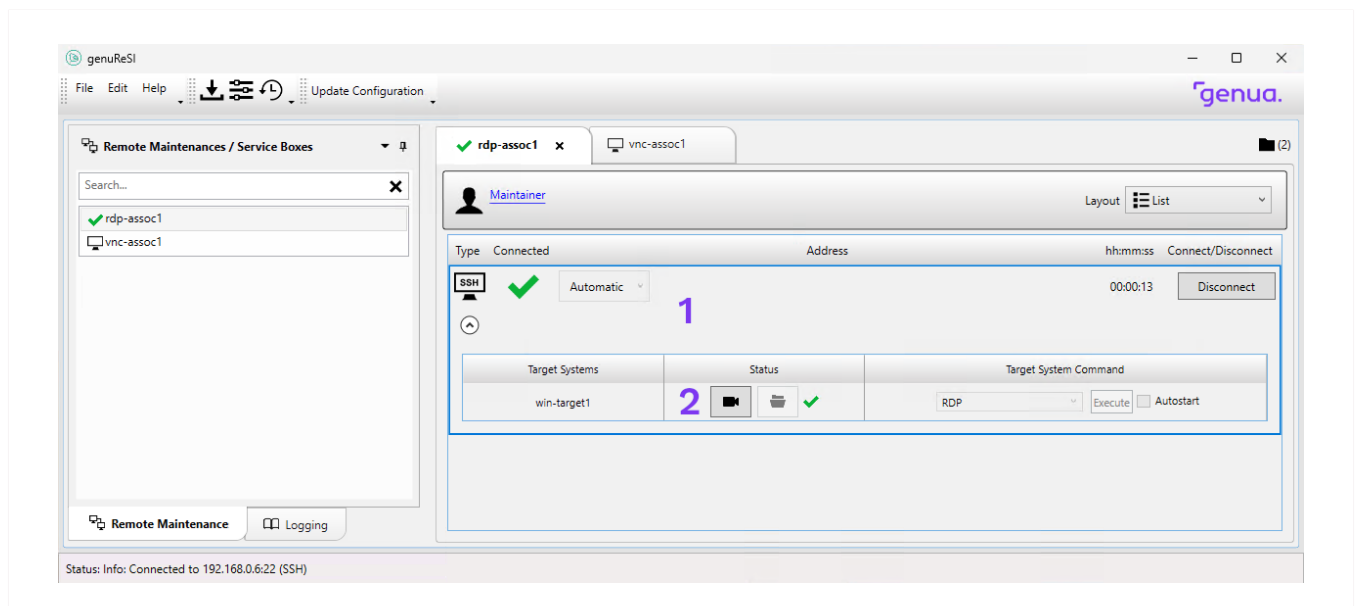 genuReSI
File Edit Help Update Configuration
genua.
Remote Maintenances / Service Boxes
Search...
rdp-assoc1
vnc-assoc1
Remote Maintenance Logging
rdp-assoc1 x vnc-assoc1 (2)
Maintainer Layout List
Type Connected Address hh:mm:ss Connect/Disconnect
SSH Automatic 00:00:13 Disconnect
1
Target Systems Status Target System Command
win-target1 2 RDP Execute Autostart
Status: Info: Connected to 192.168.0.6:22 (SSH)